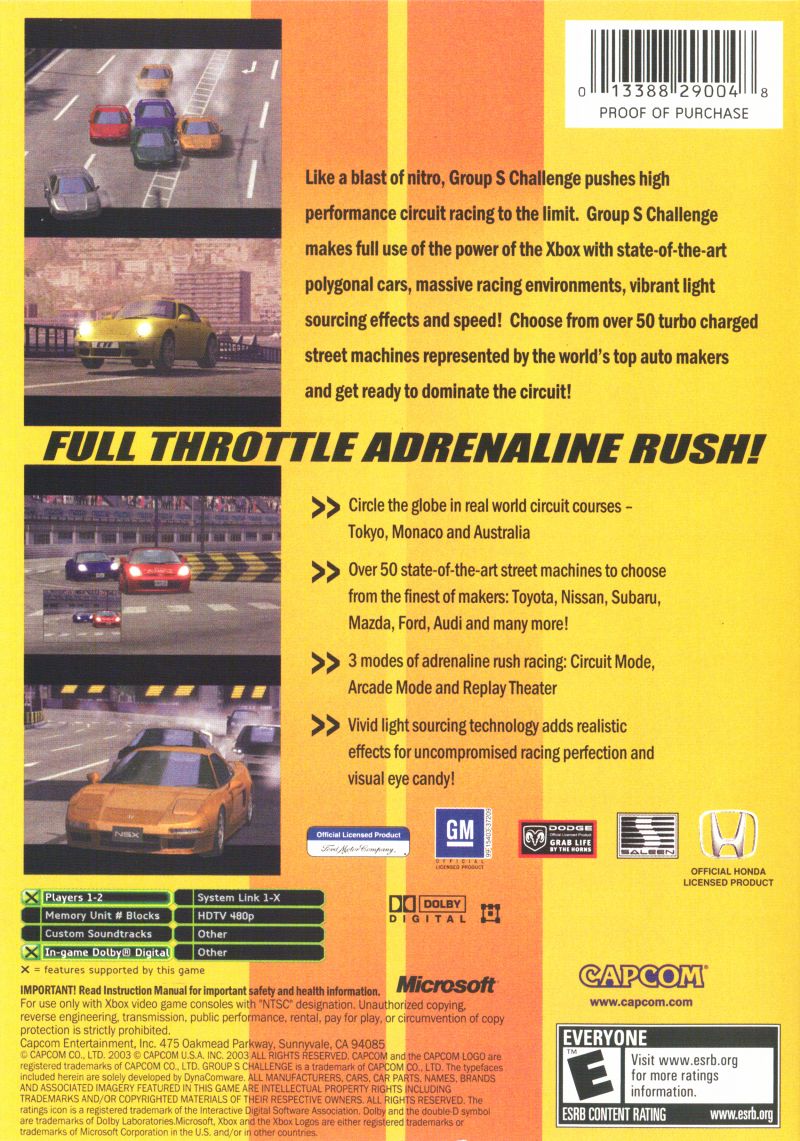 0 13388 29004 8
PROOF OF PURCHASE
Like a blast of nitro, Group S Challenge pushes high
performance circuit racing to the limit. Group S Challenge
makes full use of the power of the Xbox with state-of-the-art
polygonal cars, massive racing environments, vibrant light
sourcing effects and speed! Choose from over 50 turbo charged
street machines represented by the world's top auto makers
and get ready to dominate the circuit!
FULL THROTTLE ADRENALINE RUSH!
>> Circle the globe in real world circuit courses –
Tokyo, Monaco and Australia
>> Over 50 state-of-the-art street machines to choose
from the finest of makers: Toyota, Nissan, Subaru,
Mazda, Ford, Audi and many more!
>> 3 modes of adrenaline rush racing: Circuit Mode,
Arcade Mode and Replay Theater
>> Vivid light sourcing technology adds realistic
effects for uncompromised racing perfection and
visual eye candy!
NSX
Official Licensed Product
Ford Motor Company
GM
OFFICIAL
LICENSED PRODUCT
DODGE
Official Licensed Product
GRAB LIFE
BY THE HORNS
SALEEN
OFFICIAL HONDA
LICENSED PRODUCT
X Players 1-2
System Link 1-X
Memory Unit # Blocks
HDTV 480p
Custom Soundtracks
Other
X In-game Dolby® Digital
Other
X = features supported by this game
DOLBY
DIGITAL
IMPORTANT! Read Instruction Manual for important safety and health information.
Microsoft®
For use only with Xbox video game consoles with "NTSC" designation. Unauthorized copying,
reverse engineering, transmission, public performance, rental, pay for play, or circumvention of copy
protection is strictly prohibited.
Capcom Entertainment, Inc. 475 Oakmead Parkway, Sunnyvale, CA 94085
© CAPCOM CO., LTD. 2003 © CAPCOM U.S.A. INC. 2003 ALL RIGHTS RESERVED. CAPCOM and the CAPCOM LOGO are
registered trademarks of CAPCOM CO., LTD. GROUP S CHALLENGE is a trademark of CAPCOM CO., LTD. The typefaces
included herein are solely developed by DynaComware. ALL MANUFACTURERS, CARS, CAR PARTS, NAMES, BRANDS
AND ASSOCIATED IMAGERY FEATURED IN THIS GAME ARE INTELLECTUAL PROPERTY RIGHTS INCLUDING
TRADEMARKS AND/OR COPYRIGHTED MATERIALS OF THEIR RESPECTIVE OWNERS. ALL RIGHTS RESERVED. The
ratings icon is a registered trademark of the Interactive Digital Software Association. Dolby and the double-D symbol
are trademarks of Dolby Laboratories.Microsoft, Xbox and the Xbox Logos are either registered trademarks or
trademarks of Microsoft Corporation in the U.S. and/or in other countries.
CAPCOM®
www.capcom.com
EVERYONE
E
TM
Visit www.esrb.org
for more ratings
information.
ESRB CONTENT RATING
www.esrb.org